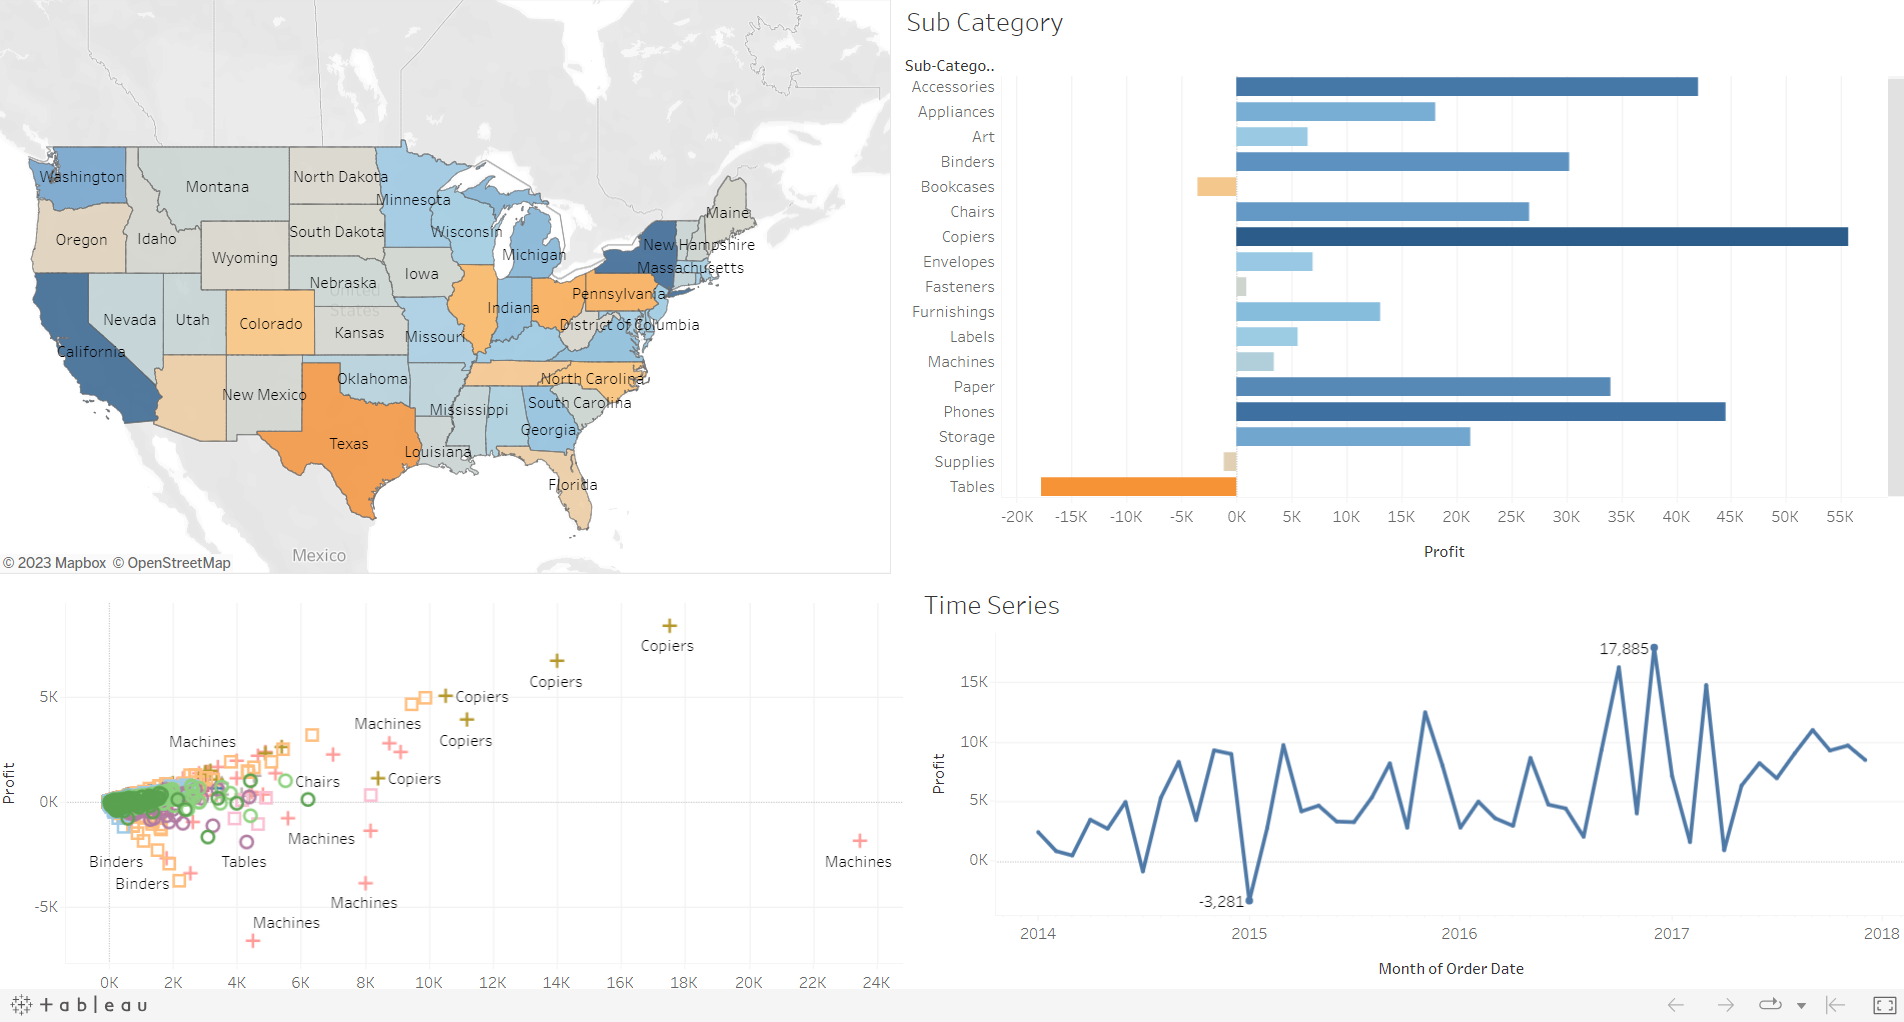 Washington
Montana
North Dakota
Minnesota
Oregon
Idaho
Wyoming
South Dakota
Wisconsin
Michigan
Maine
New Hampshire
Massachusetts
Iowa
Nebraska
United
States
Nevada
Utah
Colorado
Kansas
Missouri
Indiana
Pennsylvania
District of Columbia
California
New Mexico
Oklahoma
North Carolina
South Carolina
Mississippi
Georgia
Texas
Louisiana
Florida
Mexico
© 2023 Mapbox © OpenStreetMap
Sub Category
Sub-Catego..
Accessories
Appliances
Art
Binders
Bookcases
Chairs
Copiers
Envelopes
Fasteners
Furnishings
Labels
Machines
Paper
Phones
Storage
Supplies
Tables
-20K -15K -10K -5K 0K 5K 10K 15K 20K 25K 30K 35K 40K 45K 50K 55K
Profit
Profit
5K
0K
-5K
Copiers
Copiers
Copiers
Machines
Copiers
Machines
Chairs
Copiers
Machines
Binders
Tables
Machines
Binders
Machines
Machines
0K 2K 4K 6K 8K 10K 12K 14K 16K 18K 20K 22K 24K
Time Series
Profit
15K
10K
5K
0K
17,885
-3,281
2014 2015 2016 2017 2018
Month of Order Date
+ a b l e a u